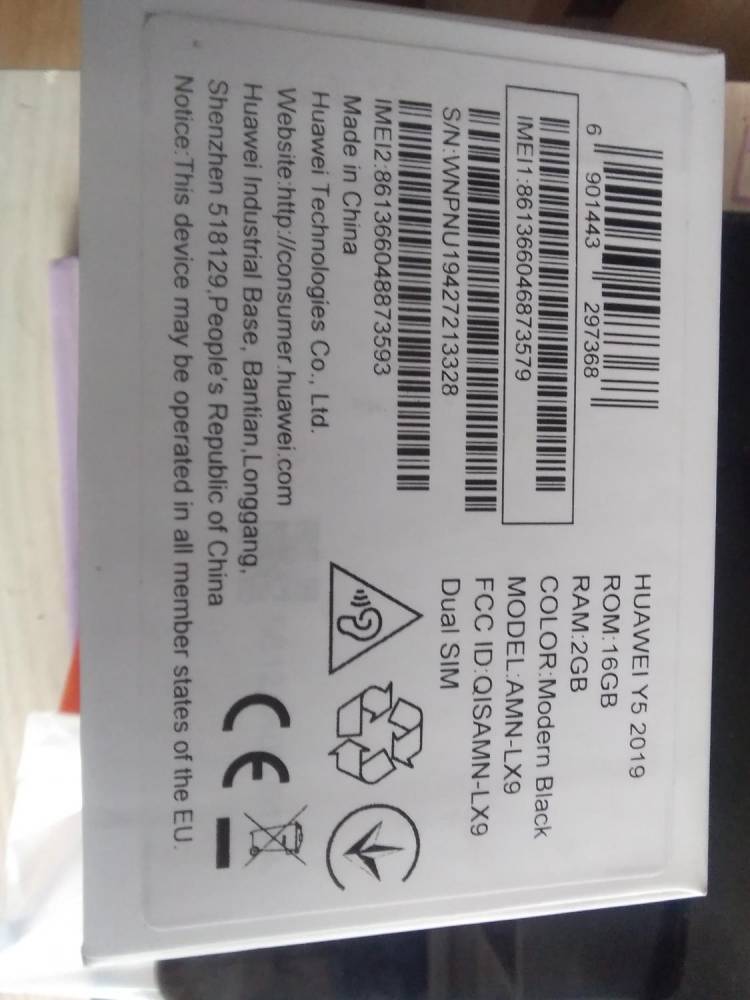 6 901443 297368
IMEI1:861366046873579
S/N:WNPNU19427213328
IMEI2:861366048873593
Made in China
Huawei Technologies Co., Ltd.
Website:http://consumer.huawei.com
Huawei Industrial Base, Bantian,Longgang,
Shenzhen 518129,People's Republic of China
Notice:This device may be operated in all member states of the EU.
HUAWEI Y5 2019
ROM:16GB
RAM:2GB
COLOR:Modern Black
MODEL:AMN-LX9
FCC ID:QISAMN-LX9
Dual SIM
CE